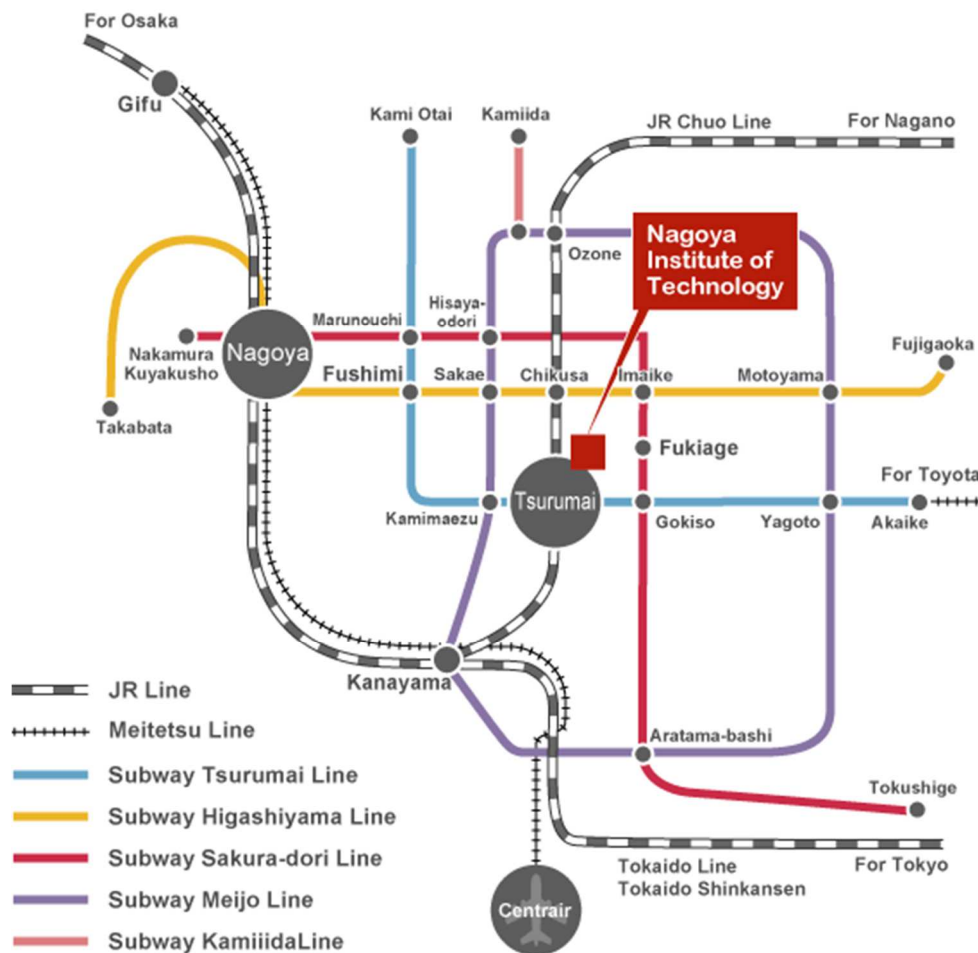 For Osaka
Gifu
Kami Otai
Kamiida
JR Chuo Line
For Nagano
Nagoya
Institute of
Technology
Ozone
Hisaya-
odori
Marunouchi
Nakamura
Kuyakusho
Nagoya
Fushimi
Sakae
Chikusa
Imaike
Motoyama
Fujigaoka
Takabata
Fukiage
For Toyota
Kamimaezu
Tsurumai
Gokiso
Yagoto
Akaike
Kanayama
JR Line
Meitetsu Line
Aratama-bashi
Subway Tsurumai Line
Tokushige
Subway Higashiyama Line
Subway Sakura-dori Line
Tokaido Line
Tokaido Shinkansen
For Tokyo
Subway Meijo Line
Centrair
Subway KamiiidaLine